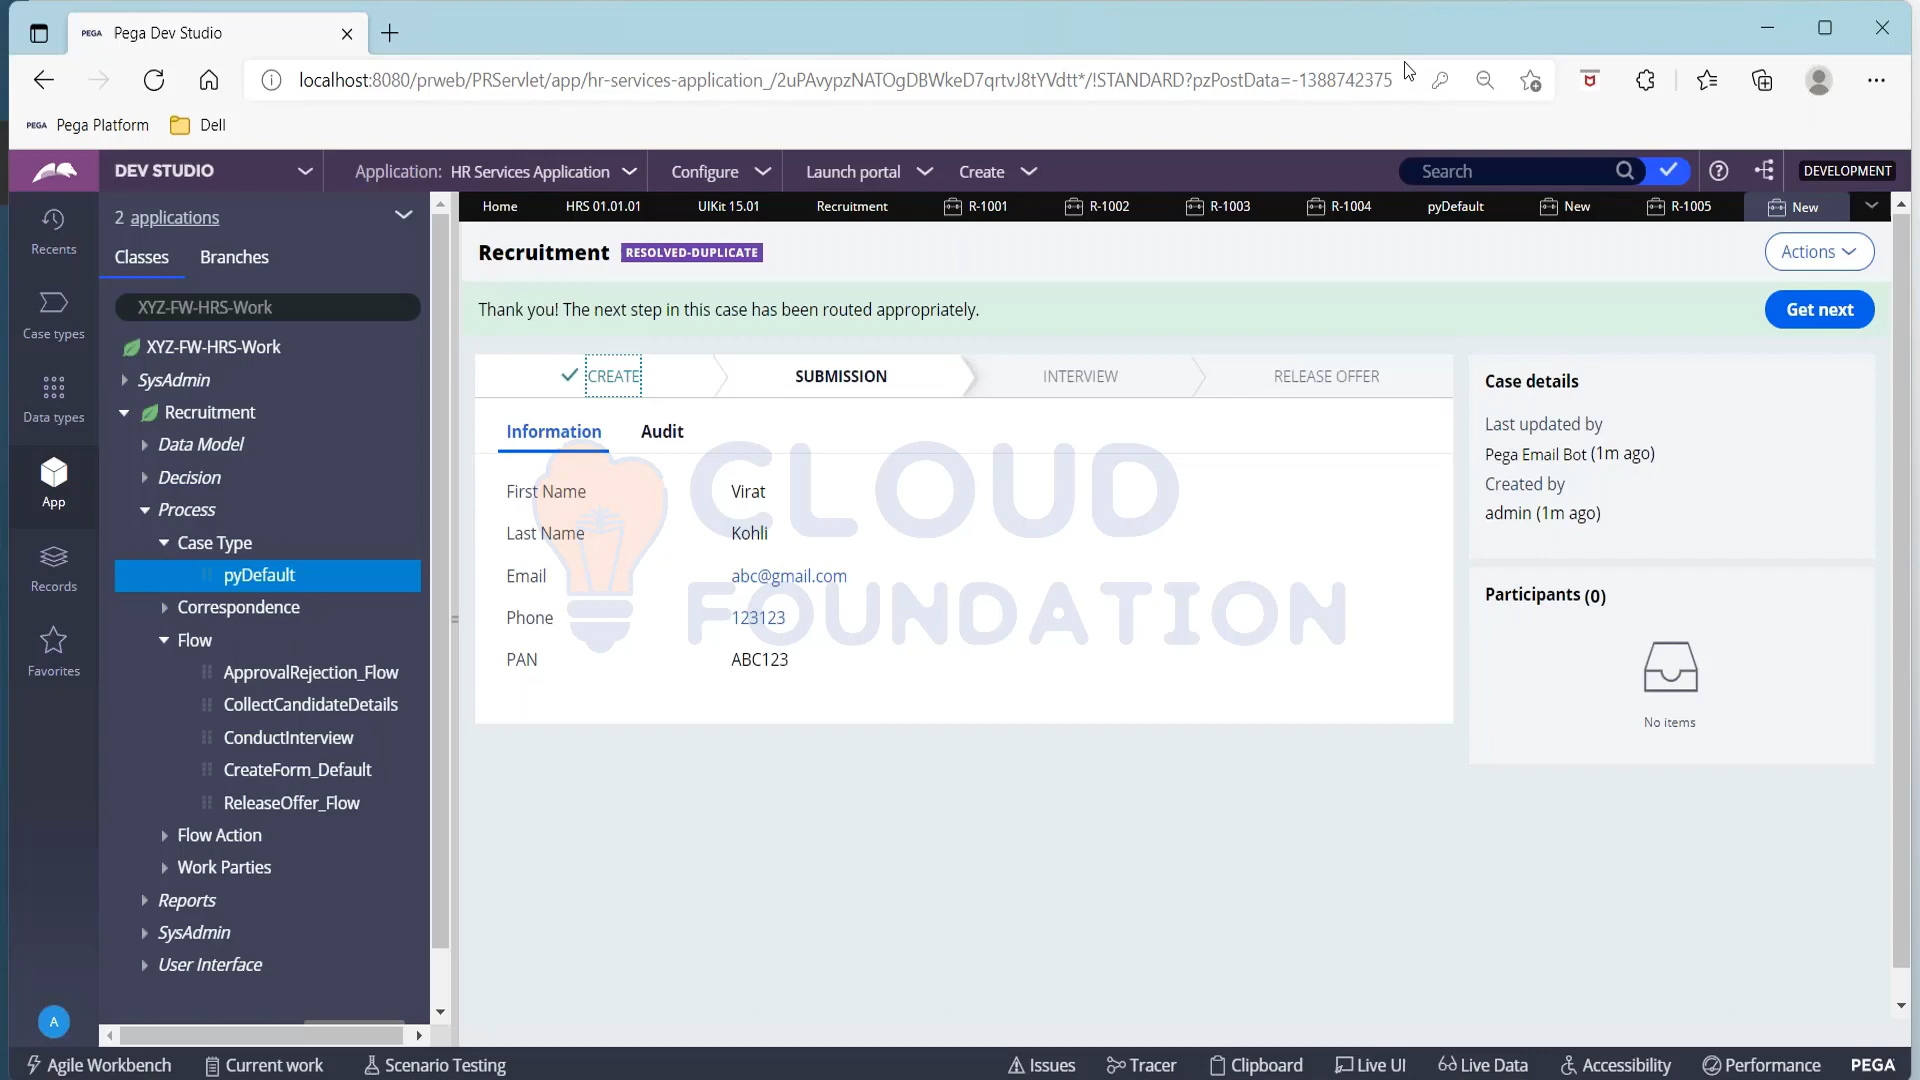 PEGA Pega Dev Studio
localhost:8080/prweb/PRServlet/app/hr-services-application_/2uPAvypzNATOgDBWkeD7qrtvJ8tYVdtt*/!STANDARD?pzPostData=-1388742375
PEGA Pega Platform Dell
DEV STUDIO Application: HR Services Application Configure Launch portal Create Search DEVELOPMENT
Home HRS 01.01.01 UIKit 15.01 Recruitment R-1001 R-1002 R-1003 R-1004 pyDefault New R-1005 New
Recents
Case types
Data types
App
Records
Favorites
A
2 applications
Classes Branches
XYZ-FW-HRS-Work
XYZ-FW-HRS-Work
SysAdmin
Recruitment
Data Model
Decision
Process
Case Type
pyDefault
Correspondence
Flow
ApprovalRejection_Flow
CollectCandidateDetails
ConductInterview
CreateForm_Default
ReleaseOffer_Flow
Flow Action
Work Parties
Reports
SysAdmin
User Interface
Recruitment RESOLVED-DUPLICATE Actions
Thank you! The next step in this case has been routed appropriately. Get next
CREATE SUBMISSION INTERVIEW RELEASE OFFER
Information Audit
First Name Virat
Last Name Kohli
Email abc@gmail.com
Phone 123123
PAN ABC123
CLOUD
FOUNDATION
Case details
Last updated by
Pega Email Bot (1m ago)
Created by
admin (1m ago)
Participants (0)
No items
Agile Workbench Current work Scenario Testing Issues Tracer Clipboard Live UI Live Data Accessibility Performance PEGA